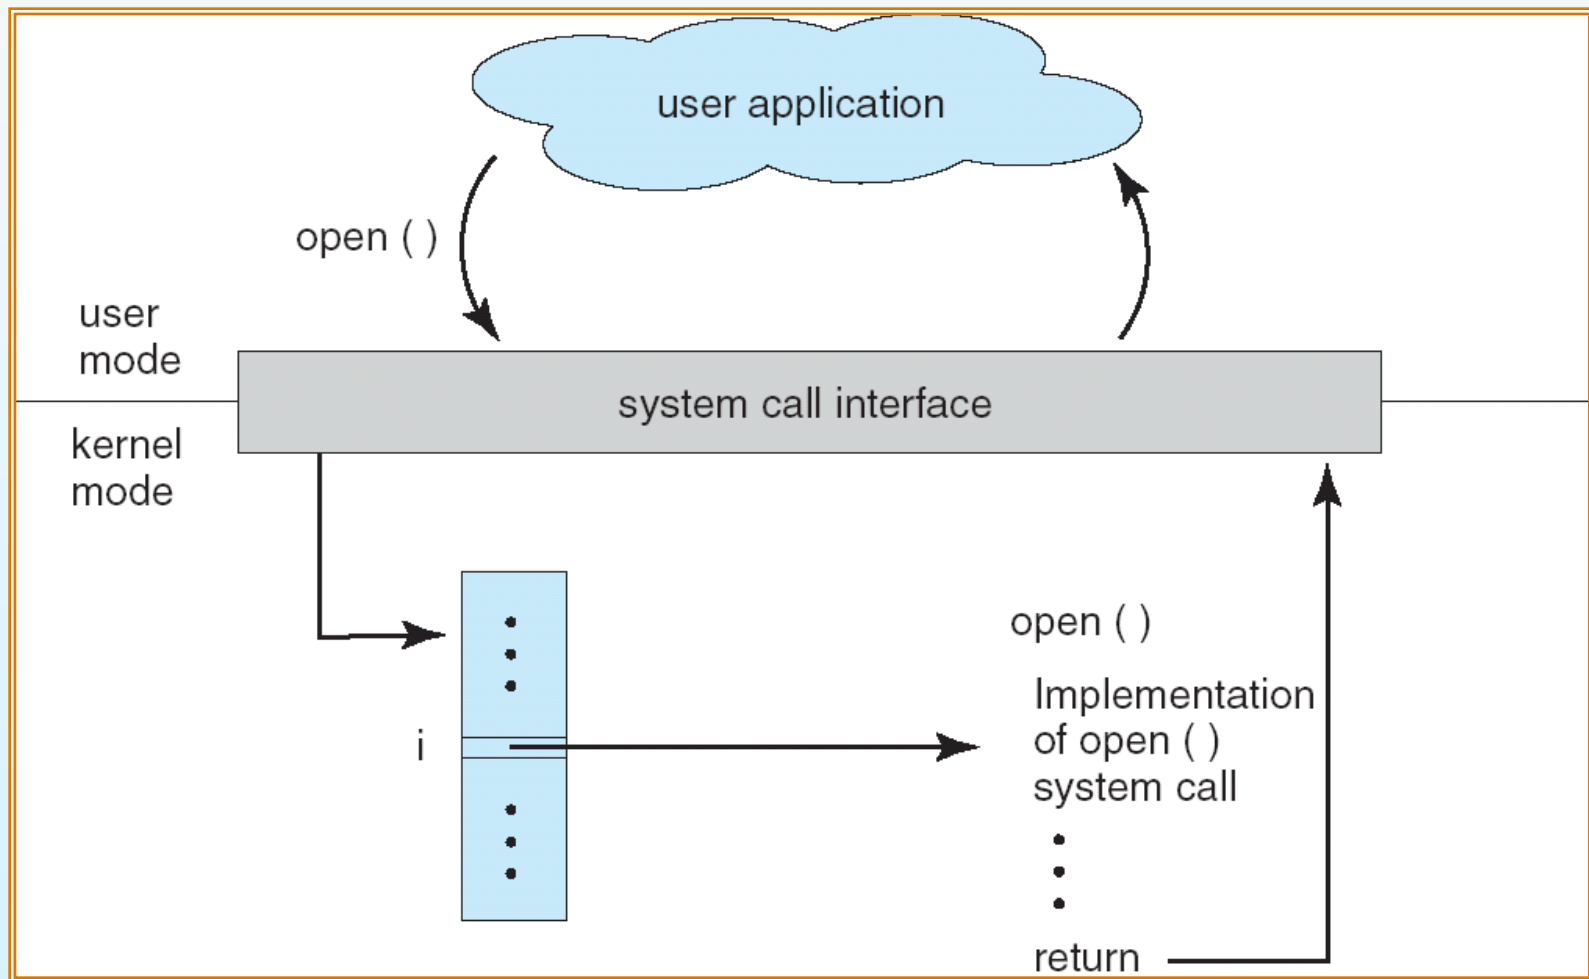 user application
open ( )
user
mode
system call interface
kernel
mode
open ( )
Implementation
of open ( )
system call
i
return